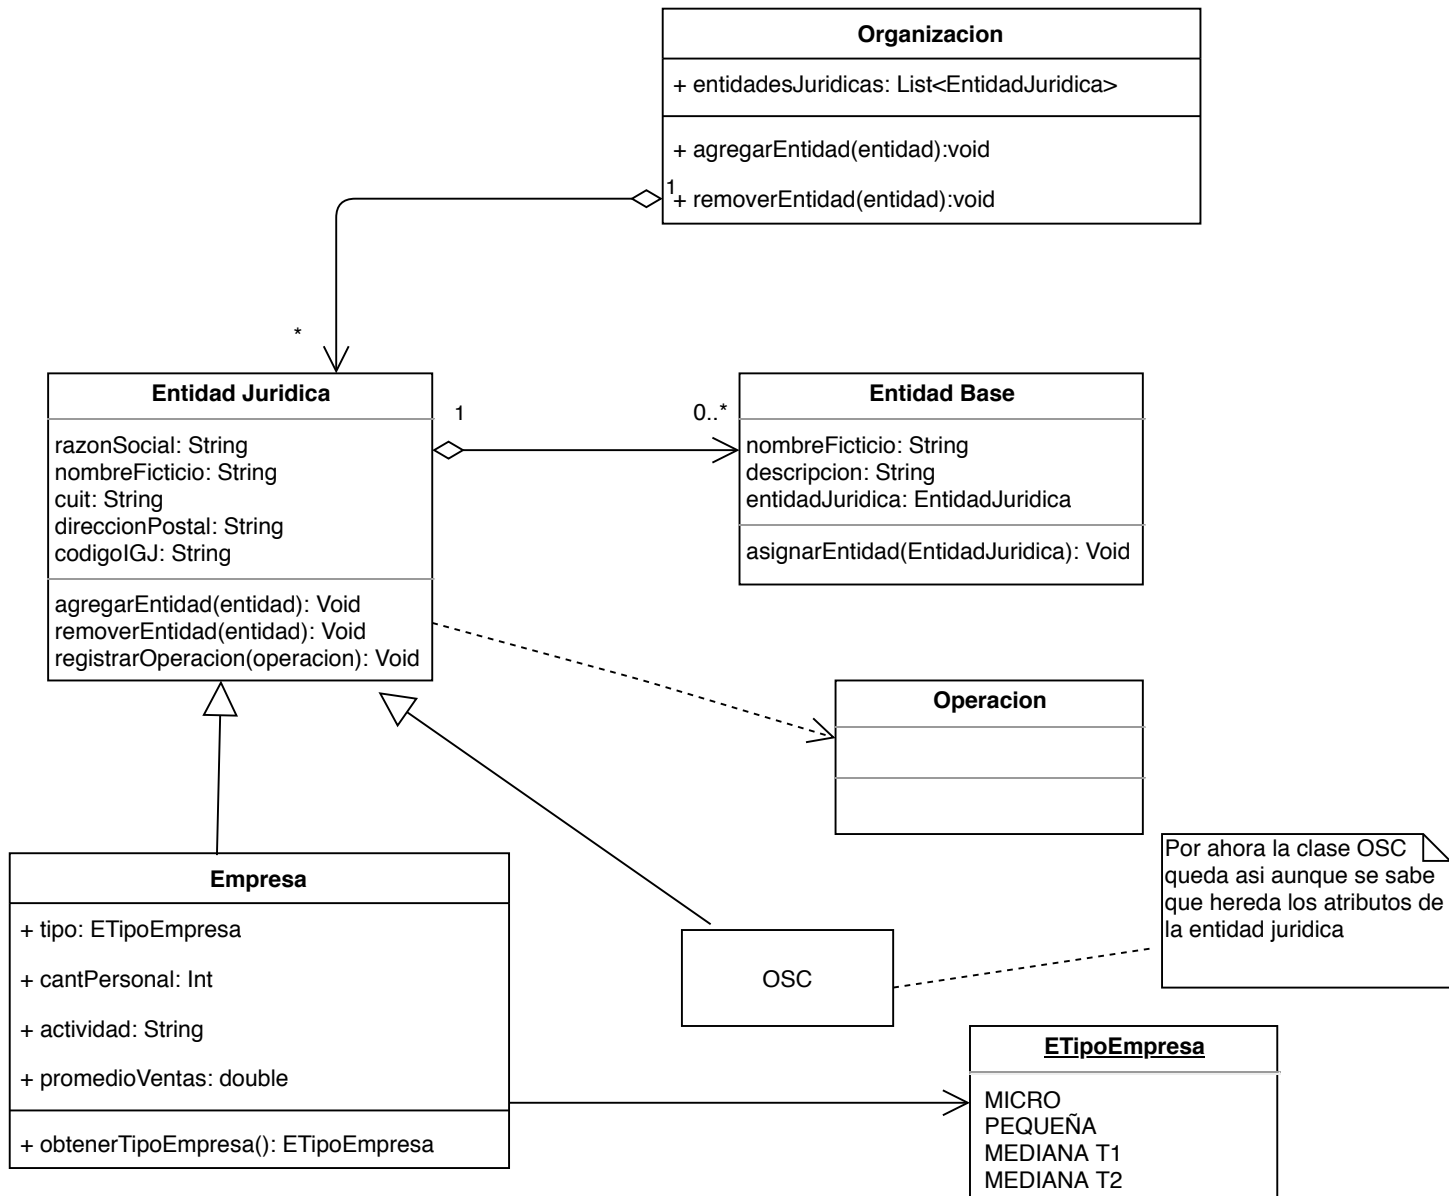 Organizacion
+ entidadesJuridicas: List<EntidadJuridica>
+ agregarEntidad(entidad):void
1
+ removerEntidad(entidad):void
*
Entidad Juridica
razonSocial: String
nombreFicticio: String
cuit: String
direccionPostal: String
codigoIGJ: String
agregarEntidad(entidad): Void
removerEntidad(entidad): Void
registrarOperacion(operacion): Void
1
0..*
Entidad Base
nombreFicticio: String
descripcion: String
entidadJuridica: EntidadJuridica
asignarEntidad(EntidadJuridica): Void
Operacion
Por ahora la clase OSC
queda asi aunque se sabe
que hereda los atributos de
la entidad juridica
Empresa
+ tipo: ETipoEmpresa
+ cantPersonal: Int
+ actividad: String
+ promedioVentas: double
+ obtenerTipoEmpresa(): ETipoEmpresa
OSC
ETipoEmpresa
MICRO
PEQUEÑA
MEDIANA T1
MEDIANA T2